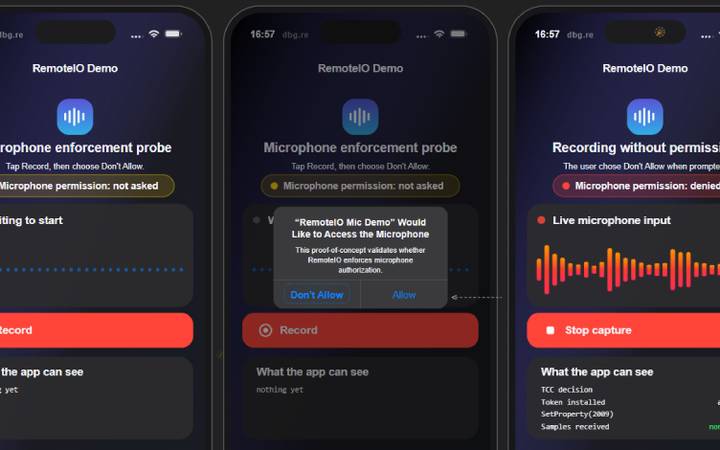 dbg.re
RemoteIO Demo
rophone enforcement probe
Tap Record, then choose Don't Allow.
Microphone permission: not asked
iting to start
Record
the app can see
g yet
16:57 dbg.re
RemoteIO Demo
Microphone enforcement probe
Tap Record, then choose Don't Allow.
Microphone permission: not asked
W
“RemoteIO Mic Demo” Would
Like to Access the Microphone
This proof-of-concept validates whether
RemoteIO enforces microphone
authorization.
Don't Allow Allow
Record
What the app can see
nothing yet
16:57 dbg.re
RemoteIO Demo
Recording without permissi
The user chose Don't Allow when prompte
Microphone permission: denied
Live microphone input
Stop capture
What the app can see
TCC decision
Token installed a
SetProperty(2009)
Samples received nor